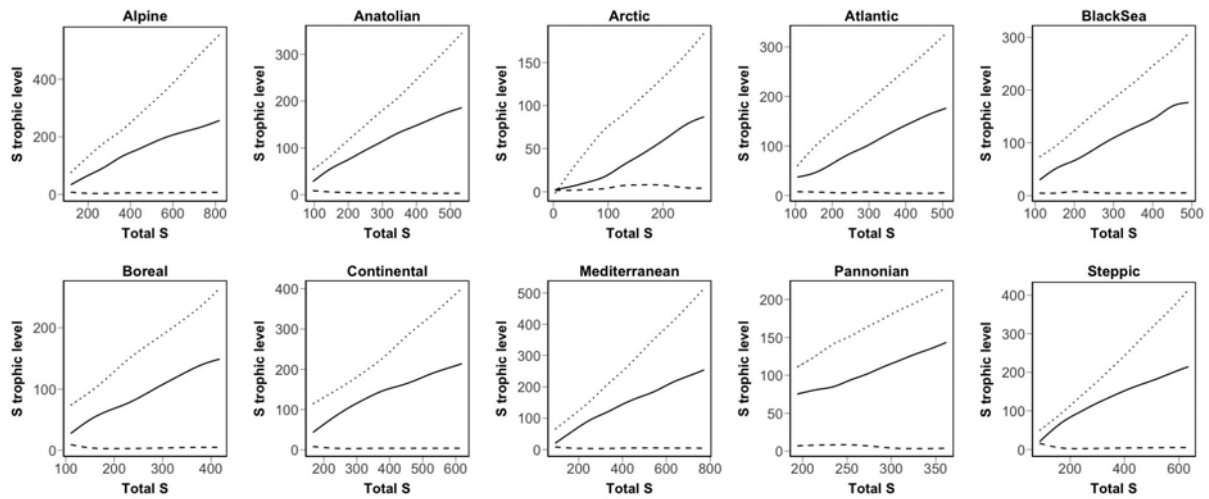 Alpine Anatolian Arctic Atlantic BlackSea
S trophic level S trophic level S trophic level S trophic level S trophic level
400 300 150 300 300
200 200 100 200 200
100 50 100 100
0 0 0 0 0
200 400 600 800 100 200 300 400 500 0 100 200 100 200 300 400 500 100 200 300 400 500
Total S Total S Total S Total S Total S
Boreal Continental Mediterranean Pannonian Steppic
S trophic level S trophic level S trophic level S trophic level S trophic level
200 400 500 200 400
100 300 400 150 300
200 300 100 200
100 200 50 100
100
0 0 0 0 0
100 200 300 400 200 300 400 500 600 200 400 600 800 200 250 300 350 200 400 600
Total S Total S Total S Total S Total S